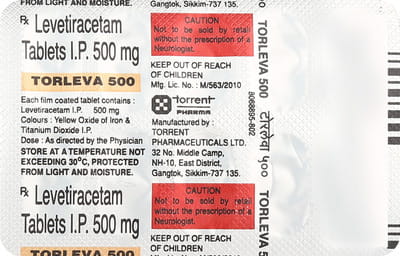 FROM LIGHT AND MOISTURE.
Rx Levetiracetam
Tablets I.P. 500 mg
TORLEVA 500
Each film coated tablet contains :
Levetiracetam I.P. 500 mg
Colours : Yellow Oxide of Iron &
Titanium Dioxide I.P.
Dose : As directed by the Physician
STORE AT A TEMPERATURE NOT
EXCEEDING 30°C, PROTECTED
FROM LIGHT AND MOISTURE.
Rx Levetiracetam
Tablets I.P. 500 mg
TORLEVA 500
Gangtok, Sikkim-737 135.
CAUTION
Not to be sold by retail
without the prescription of a
Neurologist.
KEEP OUT OF REACH
OF CHILDREN
Mfg. Lic. No. : M/563/2010
torrent
PHARMA
Manufactured by :
TORRENT
PHARMACEUTICALS LTD.
32 No. Middle Camp,
NH-10, East District,
Gangtok, Sikkim-737 135.
CAUTION
Not to be sold by retail
without the prescription of a
Neurologist.
KEEP OUT OF REACH
OF CHILDREN
8068895-802
TORLEVA 500
टोरलेवा ५००
TORLEVA 5